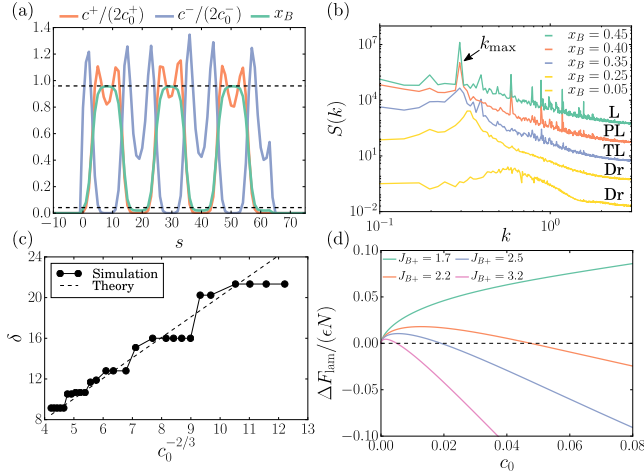 (a)
c⁺/(2c₀⁺) c⁻/(2c₀⁻) x_B
1.4
1.2
1.0
0.8
0.6
0.4
0.2
0.0
−10 0 10 20 30 40 50 60 70
s
(b)
k_max
x_B = 0.45
x_B = 0.40
x_B = 0.35
x_B = 0.25
x_B = 0.05
L
PL
TL
Dr
Dr
S(k)
10⁷
10⁴
10¹
10⁻²
10⁻¹ 10⁰
k
(c)
Simulation
Theory
δ
24
20
16
12
8
4 5 6 7 8 9 10 11 12 13
c₀^{−2/3}
(d)
J_{B+} = 1.7 J_{B+} = 2.5
J_{B+} = 2.2 J_{B+} = 3.2
ΔF_lam/(ϵN)
0.10
0.05
0.00
−0.05
−0.10
0.00 0.02 0.04 0.06 0.08
c₀